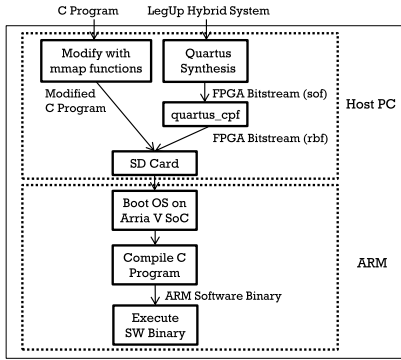 C Program
LegUp Hybrid System
Modify with
mmap functions
Quartus
Synthesis
Modified
C Program
FPGA Bitstream (sof)
quartus_cpf
Host PC
FPGA Bitstream (rbf)
SD Card
Boot OS on
Arria V SoC
Compile C
Program
ARM
ARM Software Binary
Execute
SW Binary